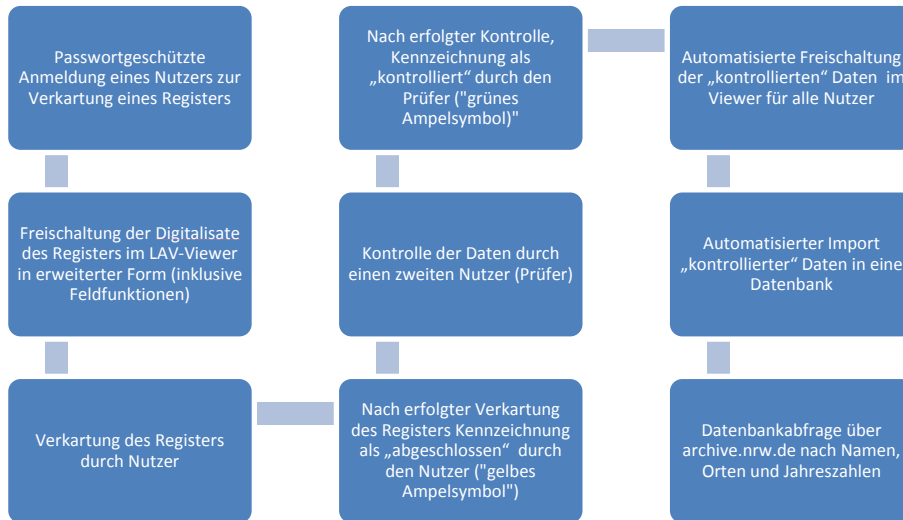 Passwortgeschützte
Anmeldung eines Nutzers zur
Verkartung eines Registers
Freischaltung der Digitalisate
des Registers im LAV-Viewer
in erweiterter Form (inklusive
Feldfunktionen)
Verkartung des Registers
durch Nutzer
Nach erfolgter Verkartung
des Registers Kennzeichnung
als „abgeschlossen“ durch
den Nutzer ("gelbes
Ampelsymbol")
Kontrolle der Daten durch
einen zweiten Nutzer (Prüfer)
Nach erfolgter Kontrolle,
Kennzeichnung als
„kontrolliert“ durch den
Prüfer ("grünes
Ampelsymbol)"
Automatisierte Freischaltung
der „kontrollierten“ Daten im
Viewer für alle Nutzer
Automatisierter Import
„kontrollierter“ Daten in eine
Datenbank
Datenbankabfrage über
archive.nrw.de nach Namen,
Orten und Jahreszahlen